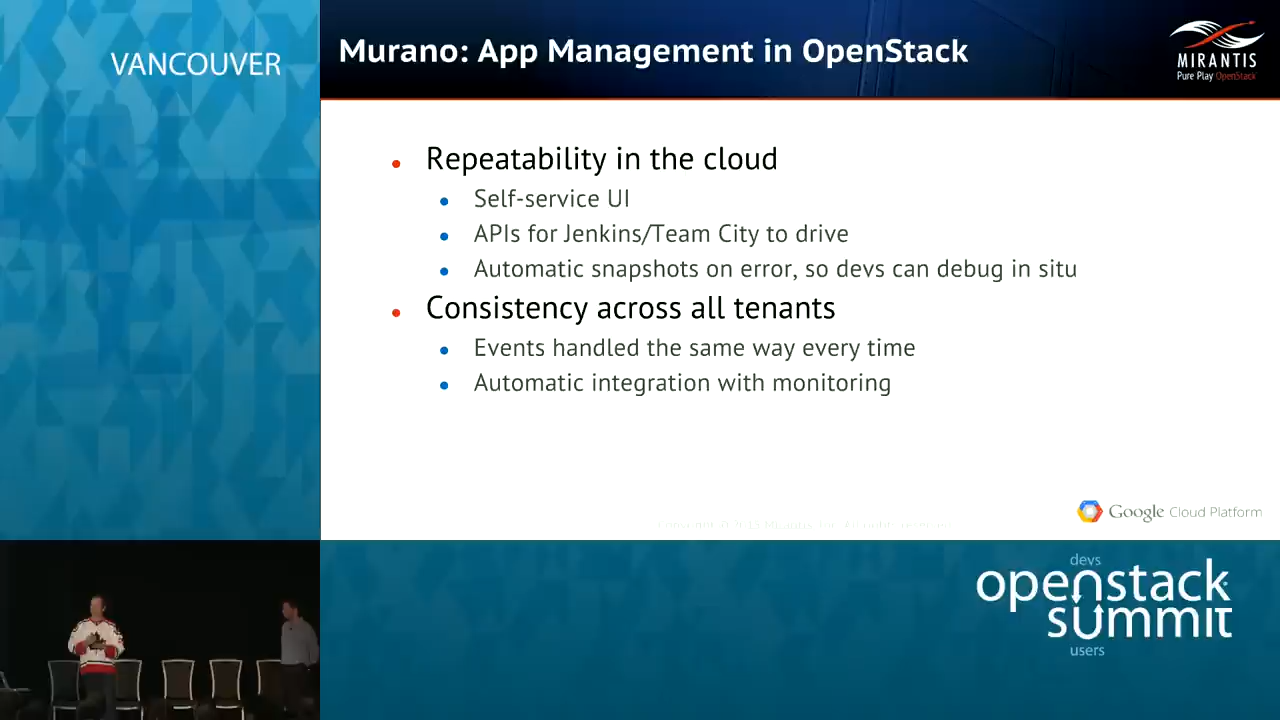 VANCOUVER
Murano: App Management in OpenStack
MIRANTIS
Pure Play OpenStack
Repeatability in the cloud
Self-service UI
APIs for Jenkins/Team City to drive
Automatic snapshots on error, so devs can debug in situ
Consistency across all tenants
Events handled the same way every time
Automatic integration with monitoring
Google Cloud Platform
devs
openstack
summit
users